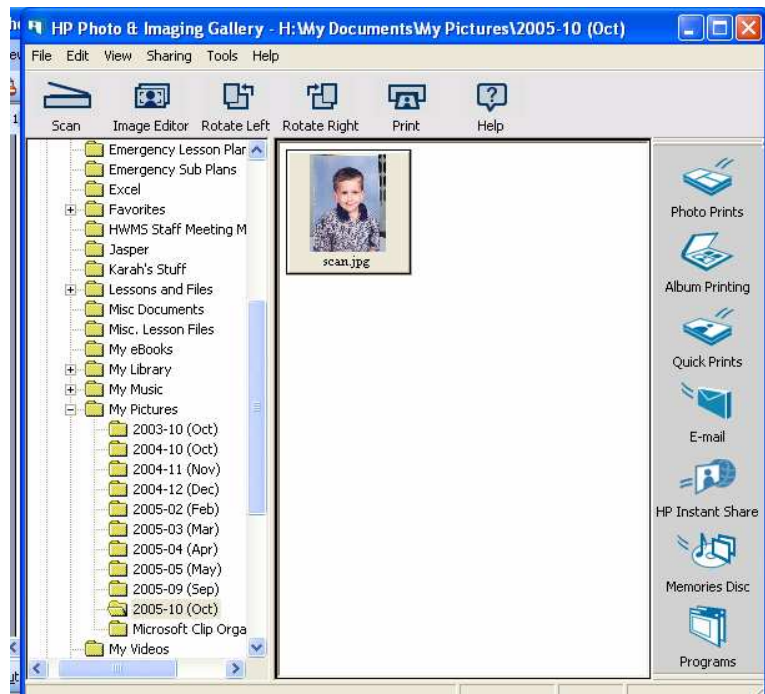 HP Photo & Imaging Gallery - H:\My Documents\My Pictures\2005-10 (Oct)
File Edit View Sharing Tools Help
Scan Image Editor Rotate Left Rotate Right Print Help
Emergency Lesson Plar
Emergency Sub Plans
Excel
Favorites
HWMS Staff Meeting M
Jasper
Karah's Stuff
Lessons and Files
Misc Documents
Misc. Lesson Files
My eBooks
My Library
My Music
My Pictures
2003-10 (Oct)
2004-10 (Oct)
2004-11 (Nov)
2004-12 (Dec)
2005-02 (Feb)
2005-03 (Mar)
2005-04 (Apr)
2005-05 (May)
2005-09 (Sep)
2005-10 (Oct)
Microsoft Clip Orga
My Videos
scan.jpg
Photo Prints
Album Printing
Quick Prints
E-mail
HP Instant Share
Memories Disc
Programs